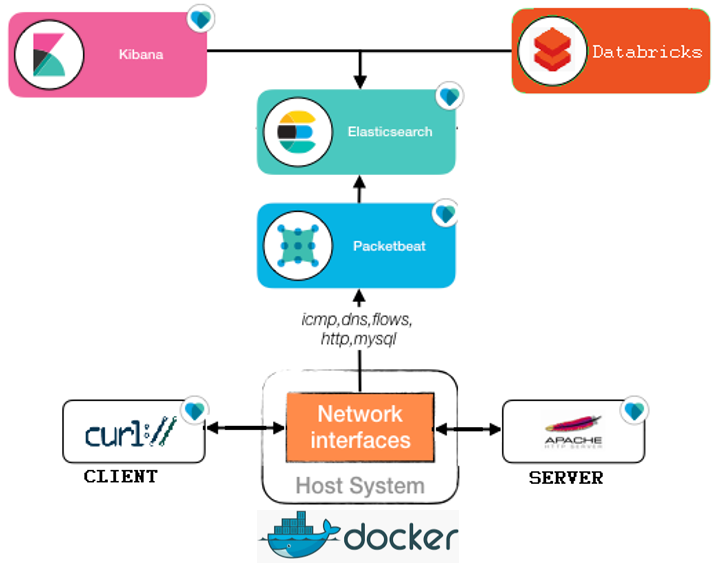 Kibana
Databricks
Elasticsearch
Packetbeat
icmp,dns,flows,
http,mysql
curl://
CLIENT
Network
interfaces
Host System
APACHE
HTTP SERVER
SERVER
docker